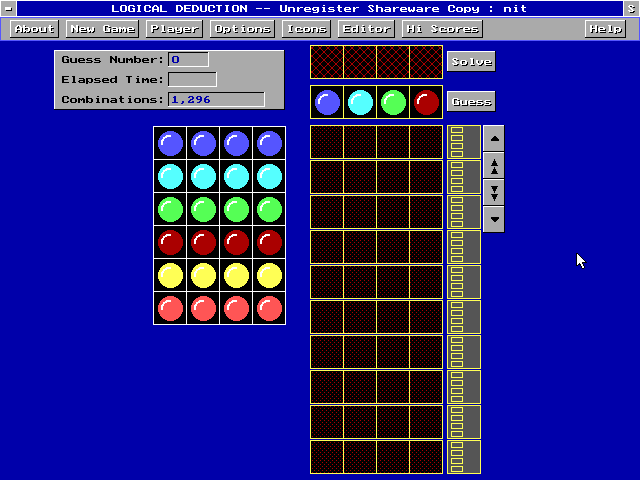 LOGICAL DEDUCTION -- Unregister Shareware Copy : nit S
About New Game Player Options Icons Editor Hi Scores Help
Guess Number: 0
Elapsed Time:
Combinations: 1,296
Solve
Guess